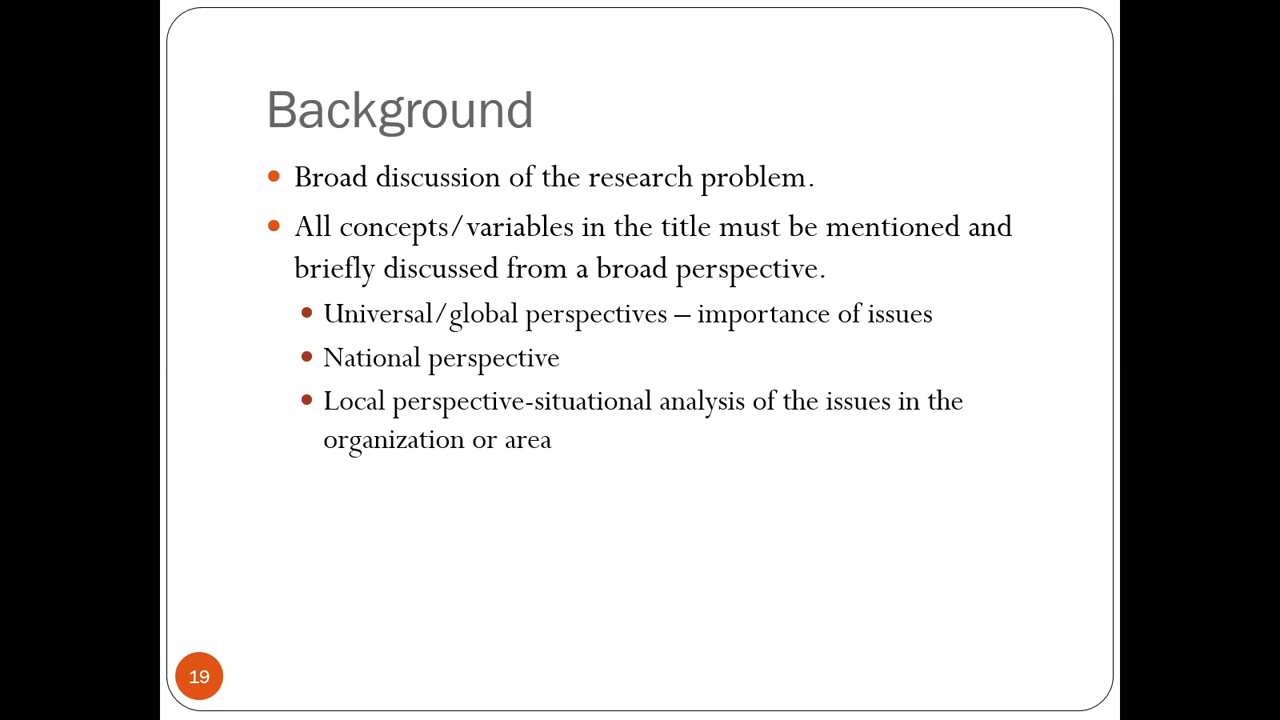 Background
Broad discussion of the research problem.
All concepts/variables in the title must be mentioned and
briefly discussed from a broad perspective.
Universal/global perspectives – importance of issues
National perspective
Local perspective-situational analysis of the issues in the
organization or area
19